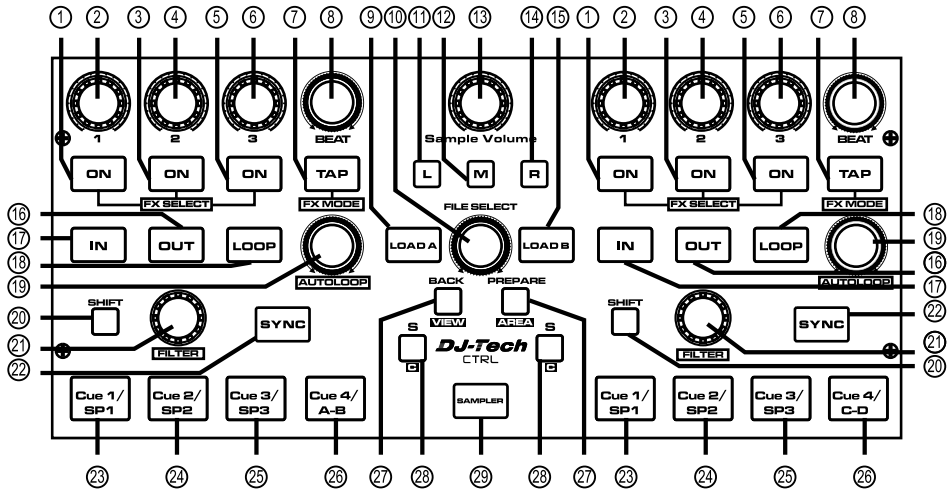 ① ② ③ ④ ⑤ ⑥ ⑦ ⑧ ⑨ ⑩ ⑪ ⑫ ⑬ ⑭ ⑮ ① ② ③ ④ ⑤ ⑥ ⑦ ⑧
1 2 3 BEAT Sample Volume 1 2 3 BEAT
ON ON ON TAP L M R ON ON ON TAP
FX SELECT FX MODE FX SELECT FX MODE
FILE SELECT
⑯ ⑱
⑰ IN OUT LOOP LOAD A LOAD B IN OUT LOOP ⑲
⑱ ⑯
⑲ AUTOLOOP BACK PREPARE AUTOLOOP ⑰
SHIFT SHIFT
⑳ VIEW AREA ㉒
SYNC SYNC
㉑ FILTER S DJ-Tech S FILTER ㉑
CTRL
㉒ C C ⑳
Cue 1/ Cue 2/ Cue 3/ Cue 4/ SAMPLER Cue 1/ Cue 2/ Cue 3/ Cue 4/
SP1 SP2 SP3 A-B SP1 SP2 SP3 C-D
㉓ ㉔ ㉕ ㉖ ㉗ ㉘ ㉙ ㉘ ㉗ ㉓ ㉔ ㉕ ㉖